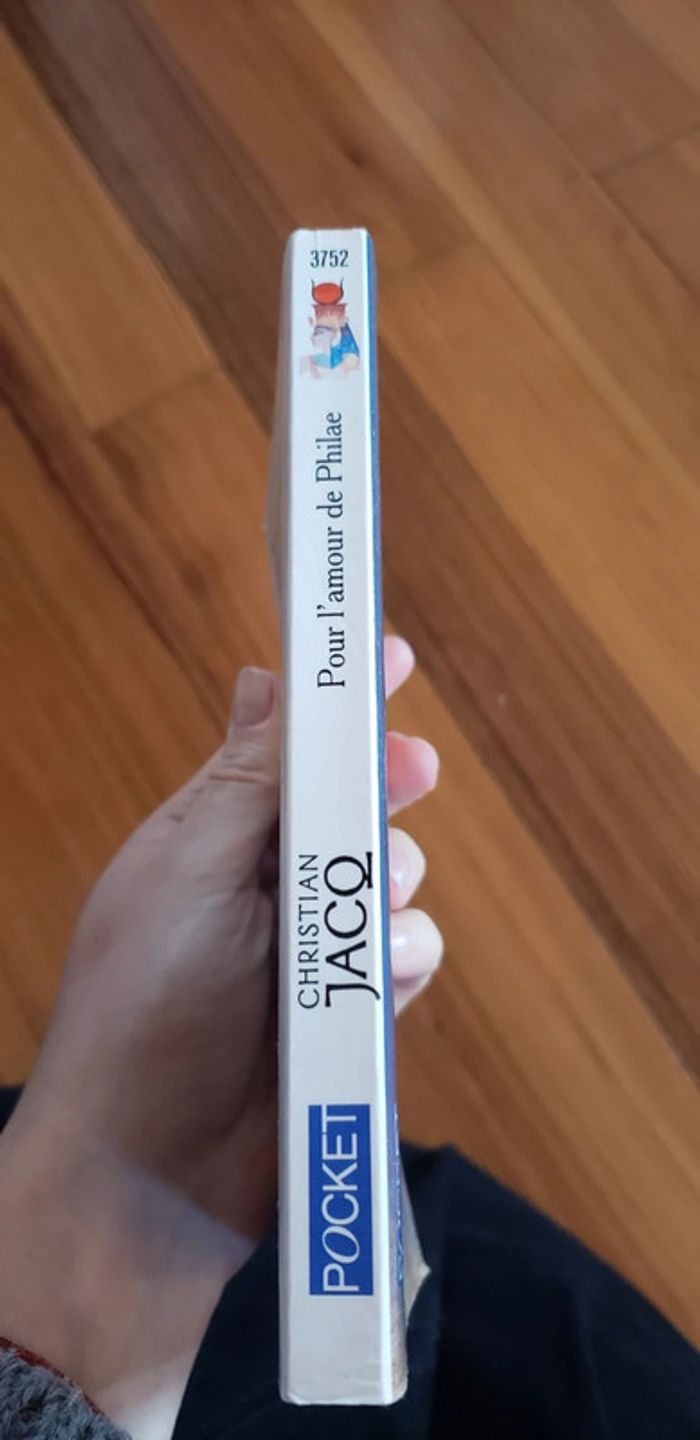 3752
Pour l'amour de Philae
CHRISTIAN
JACQ
POCKET